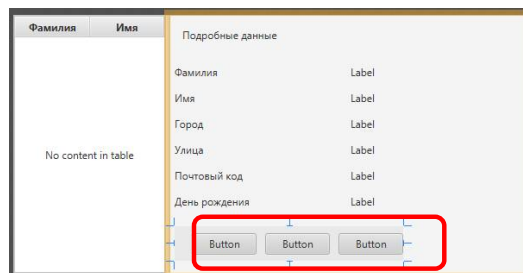 Фамилия Имя
No content in table
Подробные данные
Фамилия Label
Имя Label
Город Label
Улица Label
Почтовый код Label
День рождения Label
Button Button Button